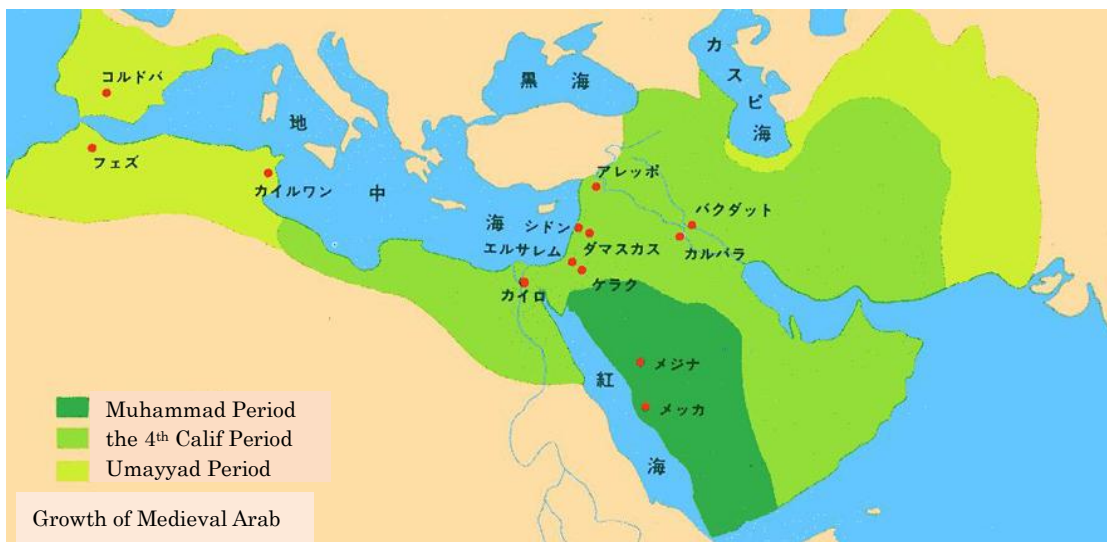 コルドバ
フェズ
カイルワン
地中海
黒海
カスピ海
アレッポ
シドン
エルサレム
ダマスカス
ケラク
カイロ
バクダット
カルバラ
メジナ
メッカ
紅海
Muhammad Period
the 4th Calif Period
Umayyad Period
Growth of Medieval Arab